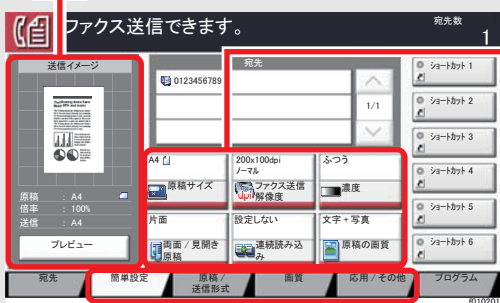 ファクス送信できます。
宛先数
1
送信イメージ
原稿 : A4
倍率 : 100%
送信 : A4
プレビュー
宛先
0123456789
1/1
A4
原稿サイズ
200x100dpi
ノーマル
dpi
ファクス送信
解像度
ふつう
濃度
片面
両面 / 見開き
原稿
設定しない
連続読み込
み
文字 + 写真
原稿の画質
ショートカット 1
ショートカット 2
ショートカット 3
ショートカット 4
ショートカット 5
ショートカット 6
宛先
簡単設定
原稿 /
送信形式
画質
応用 / その他
プログラム